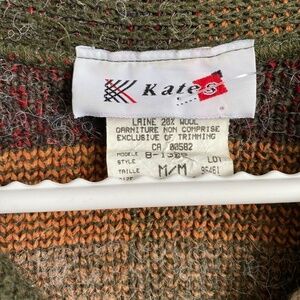 Kates
LAINE 20% WOOL
GARNITURE NON COMPRISE
EXCLUSIVE OF TRIMMING
CA 00582
MODELE
STYLE
LOT
TAILLE M/M